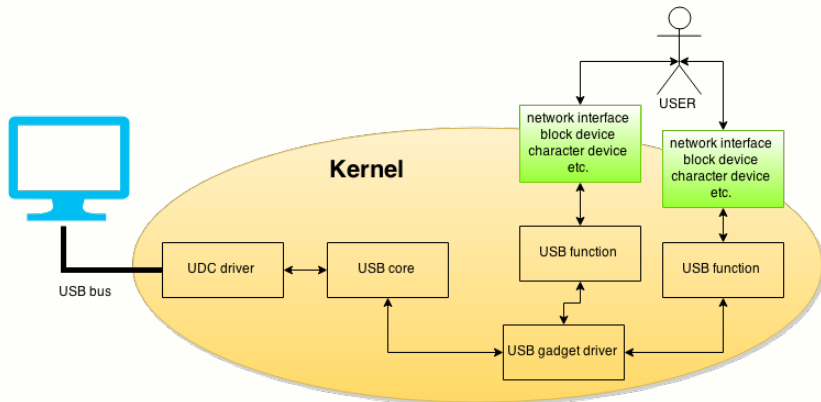 USER
network interface
block device
character device
etc.
network interface
block device
character device
etc.
Kernel
UDC driver
USB core
USB function
USB function
USB bus
USB gadget driver